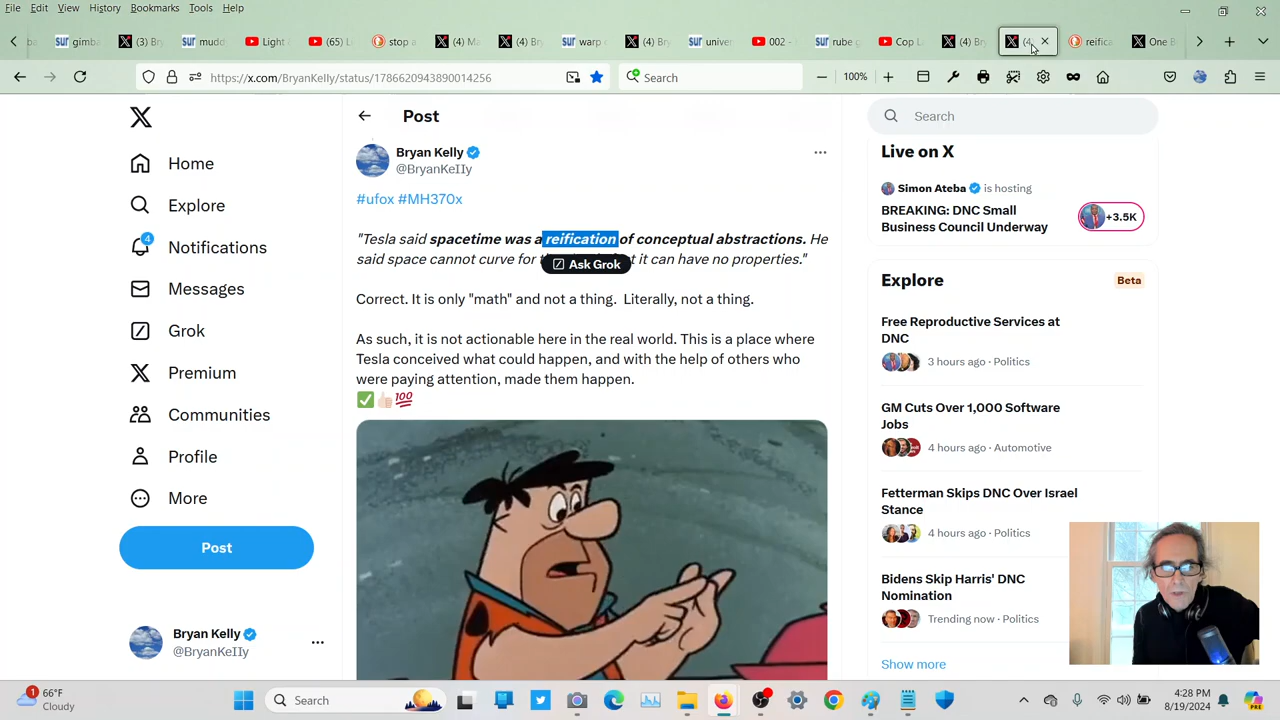 File Edit View History Bookmarks Tools Help
gimba (3) Bry mudd Light c (65) Le stop a (4) Ma (4) Br warp c (4) Br univer 002 - rube g Cop L (4) Br (4) reifica One B
https://x.com/BryanKelly/status/1786620943890014256 100% Search
Post
Search
Bryan Kelly
@BryanKeIIy
#ufox #MH370x
"Tesla said spacetime was a reification of conceptual abstractions. He
said space cannot curve for t t it can have no properties."
Ask Grok
Correct. It is only "math" and not a thing. Literally, not a thing.
As such, it is not actionable here in the real world. This is a place where
Tesla conceived what could happen, and with the help of others who
were paying attention, made them happen.
💯
Home
Explore
4
Notifications
Messages
Grok
Premium
Communities
Profile
More
Post
Bryan Kelly
@BryanKeIIy
Live on X
Simon Ateba is hosting
BREAKING: DNC Small
Business Council Underway
+3.5K
Explore
Beta
Free Reproductive Services at
DNC
3 hours ago · Politics
GM Cuts Over 1,000 Software
Jobs
4 hours ago · Automotive
Fetterman Skips DNC Over Israel
Stance
4 hours ago · Politics
Bidens Skip Harris' DNC
Nomination
Trending now · Politics
Show more
1
66°F
Cloudy
Search
4:28 PM
8/19/2024